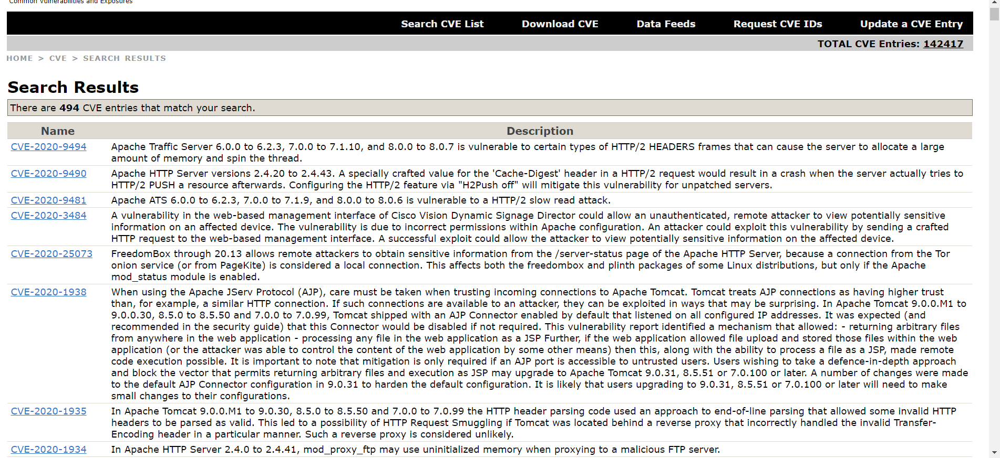 Common Vulnerabilities and Exposures
Search CVE List Download CVE Data Feeds Request CVE IDs Update a CVE Entry
TOTAL CVE Entries: 142417
HOME > CVE > SEARCH RESULTS
Search Results
There are 494 CVE entries that match your search.
Name Description
CVE-2020-9494 Apache Traffic Server 6.0.0 to 6.2.3, 7.0.0 to 7.1.10, and 8.0.0 to 8.0.7 is vulnerable to certain types of HTTP/2 HEADERS frames that can cause the server to allocate a large
amount of memory and spin the thread.
CVE-2020-9490 Apache HTTP Server versions 2.4.20 to 2.4.43. A specially crafted value for the 'Cache-Digest' header in a HTTP/2 request would result in a crash when the server actually tries to
HTTP/2 PUSH a resource afterwards. Configuring the HTTP/2 feature via "H2Push off" will mitigate this vulnerability for unpatched servers.
CVE-2020-9481 Apache ATS 6.0.0 to 6.2.3, 7.0.0 to 7.1.9, and 8.0.0 to 8.0.6 is vulnerable to a HTTP/2 slow read attack.
CVE-2020-3484 A vulnerability in the web-based management interface of Cisco Vision Dynamic Signage Director could allow an unauthenticated, remote attacker to view potentially sensitive
information on an affected device. The vulnerability is due to incorrect permissions within Apache configuration. An attacker could exploit this vulnerability by sending a crafted
HTTP request to the web-based management interface. A successful exploit could allow the attacker to view potentially sensitive information on the affected device.
CVE-2020-25073 FreedomBox through 20.13 allows remote attackers to obtain sensitive information from the /server-status page of the Apache HTTP Server, because a connection from the Tor
onion service (or from PageKite) is considered a local connection. This affects both the freedombox and plinth packages of some Linux distributions, but only if the Apache
mod_status module is enabled.
CVE-2020-1938 When using the Apache JServ Protocol (AJP), care must be taken when trusting incoming connections to Apache Tomcat. Tomcat treats AJP connections as having higher trust
than, for example, a similar HTTP connection. If such connections are available to an attacker, they can be exploited in ways that may be surprising. In Apache Tomcat 9.0.0.M1 to
9.0.0.30, 8.5.0 to 8.5.50 and 7.0.0 to 7.0.99, Tomcat shipped with an AJP Connector enabled by default that listened on all configured IP addresses. It was expected (and
recommended in the security guide) that this Connector would be disabled if not required. This vulnerability report identified a mechanism that allowed: - returning arbitrary files
from anywhere in the web application - processing any file in the web application as a JSP Further, if the web application allowed file upload and stored those files within the web
application (or the attacker was able to control the content of the web application by some other means) then this, along with the ability to process a file as a JSP, made remote
code execution possible. It is important to note that mitigation is only required if an AJP port is accessible to untrusted users. Users wishing to take a defence-in-depth approach
and block the vector that permits returning arbitrary files and execution as JSP may upgrade to Apache Tomcat 9.0.31, 8.5.51 or 7.0.100 or later. A number of changes were made
to the default AJP Connector configuration in 9.0.31 to harden the default configuration. It is likely that users upgrading to 9.0.31, 8.5.51 or 7.0.100 or later will need to make
small changes to their configurations.
CVE-2020-1935 In Apache Tomcat 9.0.0.M1 to 9.0.30, 8.5.0 to 8.5.50 and 7.0.0 to 7.0.99 the HTTP header parsing code used an approach to end-of-line parsing that allowed some invalid HTTP
headers to be parsed as valid. This led to a possibility of HTTP Request Smuggling if Tomcat was located behind a reverse proxy that incorrectly handled the invalid Transfer-
Encoding header in a particular manner. Such a reverse proxy is considered unlikely.
CVE-2020-1934 In Apache HTTP Server 2.4.0 to 2.4.41, mod_proxy_ftp may use uninitialized memory when proxying to a malicious FTP server.